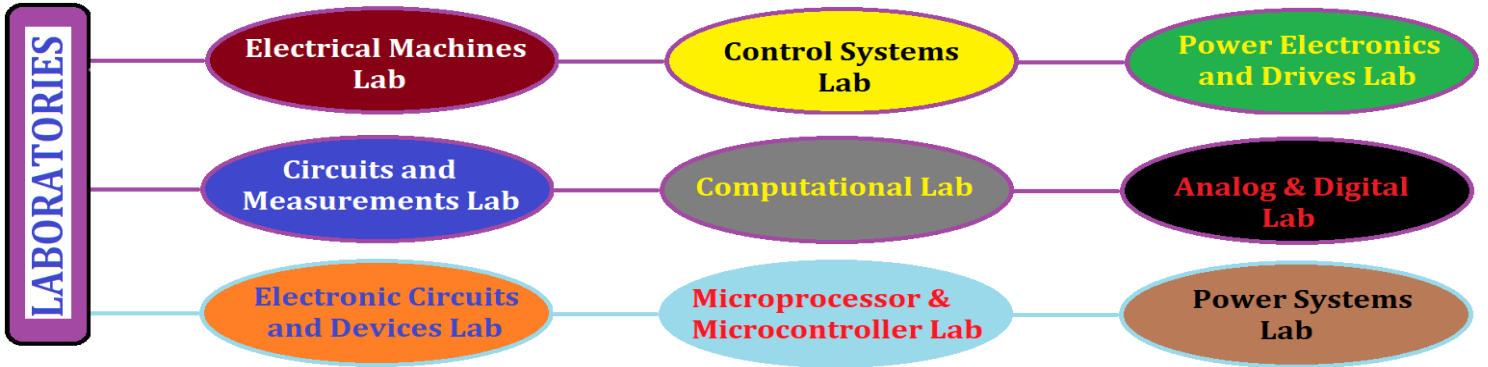 LABORATORIES
Electrical Machines
Lab
Control Systems
Lab
Power Electronics
and Drives Lab
Circuits and
Measurements Lab
Computational Lab
Analog & Digital
Lab
Electronic Circuits
and Devices Lab
Microprocessor &
Microcontroller Lab
Power Systems
Lab